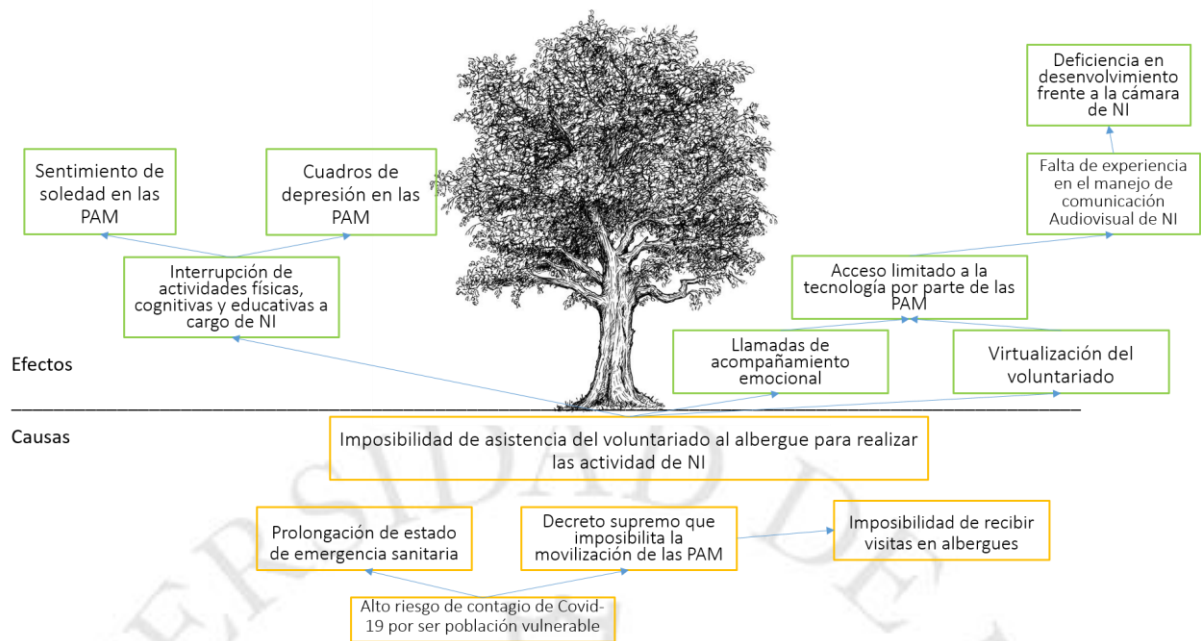 Deficiencia en
desenvolvimiento
frente a la cámara
de NI
Sentimiento de
soledad en las
PAM
Cuadros de
depresión en las
PAM
Falta de experiencia
en el manejo de
comunicación
Audiovisual de NI
Interrupción de
actividades físicas,
cognitivas y educativas a
cargo de NI
Acceso limitado a la
tecnología por parte de las
PAM
Llamadas de
acompañamiento
emocional
Virtualización del
voluntariado
Efectos
Causas
Imposibilidad de asistencia del voluntariado al albergue para realizar
las actividad de NI
Prolongación de estado
de emergencia sanitaria
Decreto supremo que
imposibilita la
movilización de las PAM
Imposibilidad de recibir
visitas en albergues
Alto riesgo de contagio de Covid-
19 por ser población vulnerable